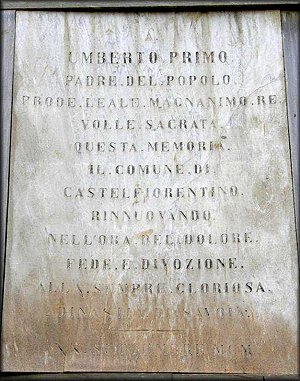 A
UMBERTO PRIMO
PADRE.DEL.POPOLO
PRODE.LEALE.MAGNANIMO.RE
VOLLE.SACRATA
QUESTA.MEMORIA.
IL.COMUNE.DI
CASTELFIORENTINO.
RINNUOVANDO
NELL'ORA.DEL.DOLORE.
FEDE.E.DIVOZIONE.
ALLA.SEMPRE.GLORIOSA.
DINASTIA.DI.SAVOIA.
MCM